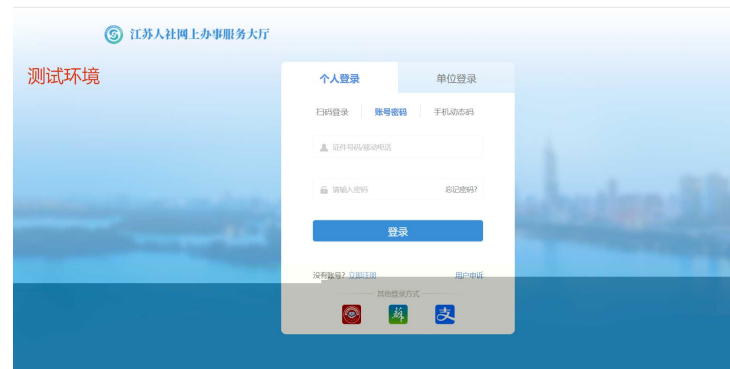 江苏人社网上办事服务大厅
测试环境
个人登录 单位登录
扫码登录 账号密码 手机动态码
证件号码/移动电话
请输入密码 忘记密码?
登录
没有账号? 立即注册 用户申诉
其他登录方式
苏
支